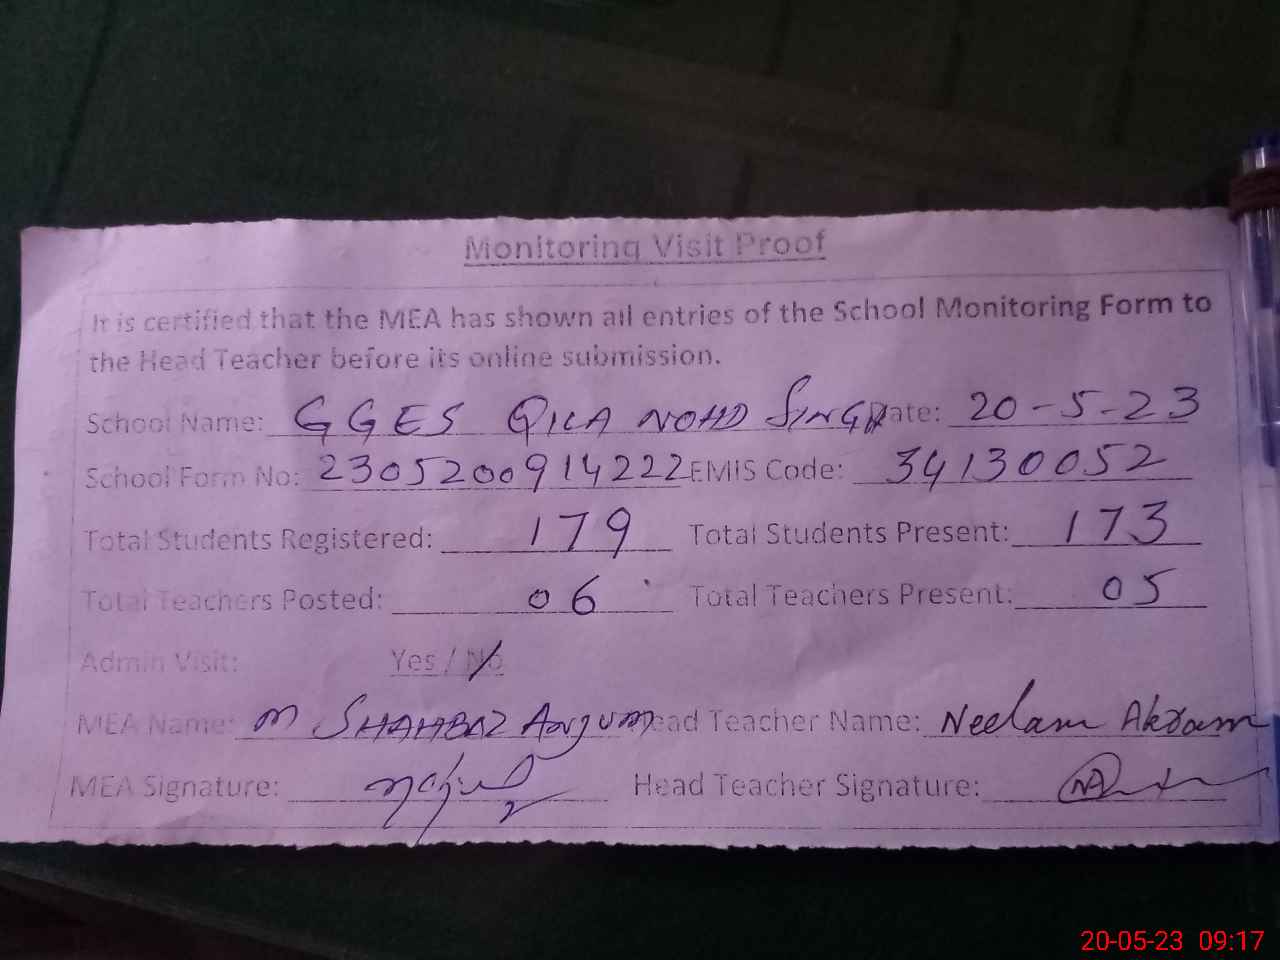 Monitoring Visit Proof
It is certified that the MEA has shown all entries of the School Monitoring Form to
the Head Teacher before its online submission.
School Name: GGES QILA NOHD SINGH Date: 20-5-23
School Form No: 2305200914222 EMIS Code: 34130052
Total Students Registered: 179 Total Students Present: 173
Total Teachers Posted: 06 Total Teachers Present: 05
Admin Visit: Yes / No
MEA Name: M SHAHBAZ Anjum Head Teacher Name: Neelam Akram
MEA Signature: Head Teacher Signature:
20-05-23 09:17